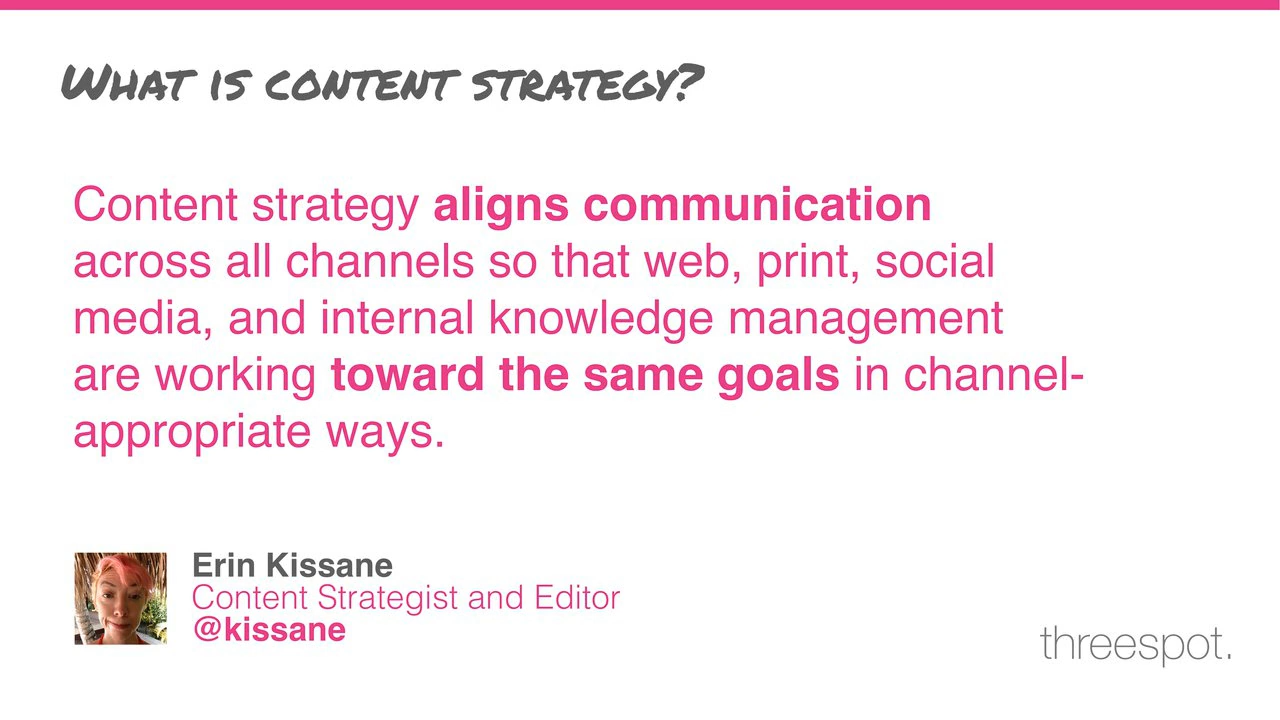 What is content strategy?
Content strategy aligns communication
across all channels so that web, print, social
media, and internal knowledge management
are working toward the same goals in channel-
appropriate ways.
Erin Kissane
Content Strategist and Editor
@kissane
threespot.